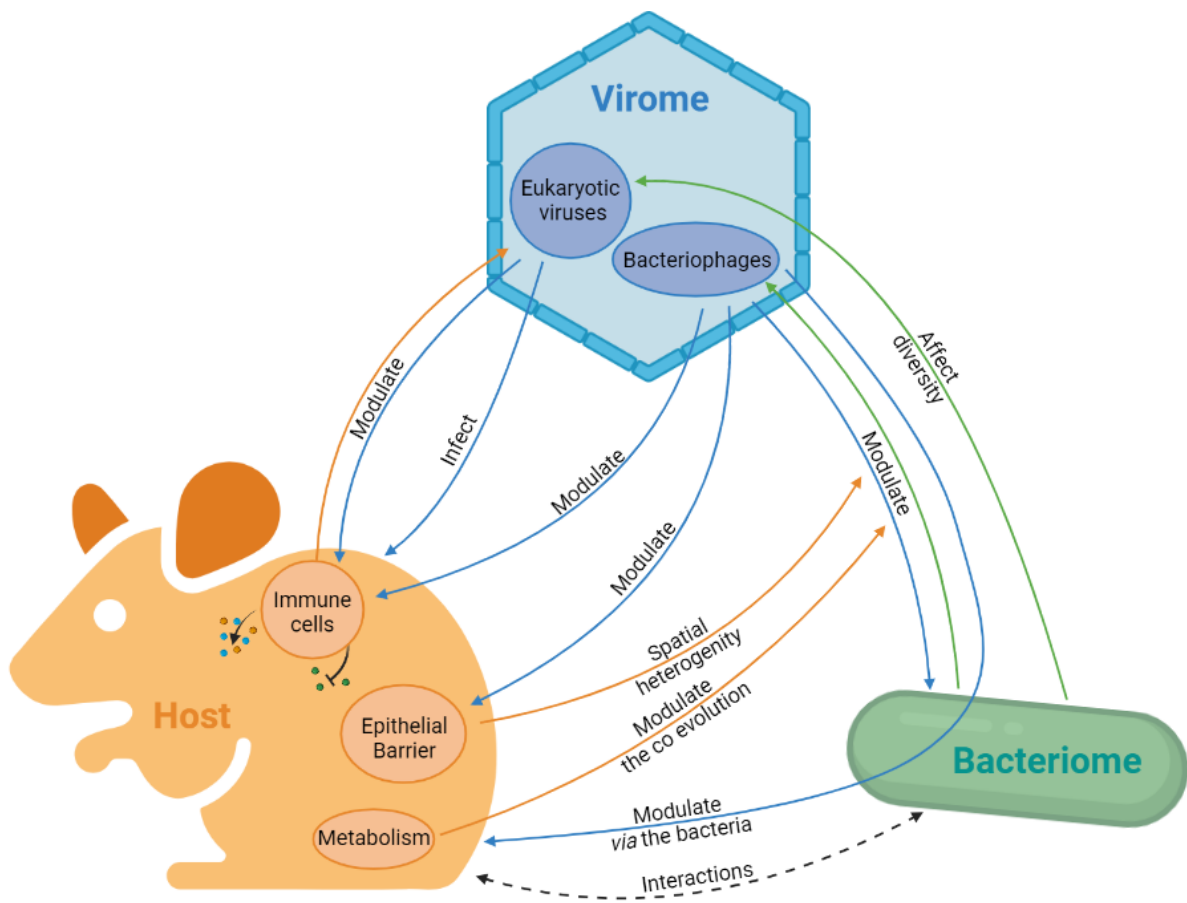 Virome
Eukaryotic
viruses
Bacteriophages
Affect
diversity
Modulate
Infect
Modulate
Modulate
Modulate
Immune
cells
Spatial
heterogenity
Host
Epithelial
Barrier
Modulate
the co evolution
Bacteriome
Metabolism
Modulate
via the bacteria
Interactions